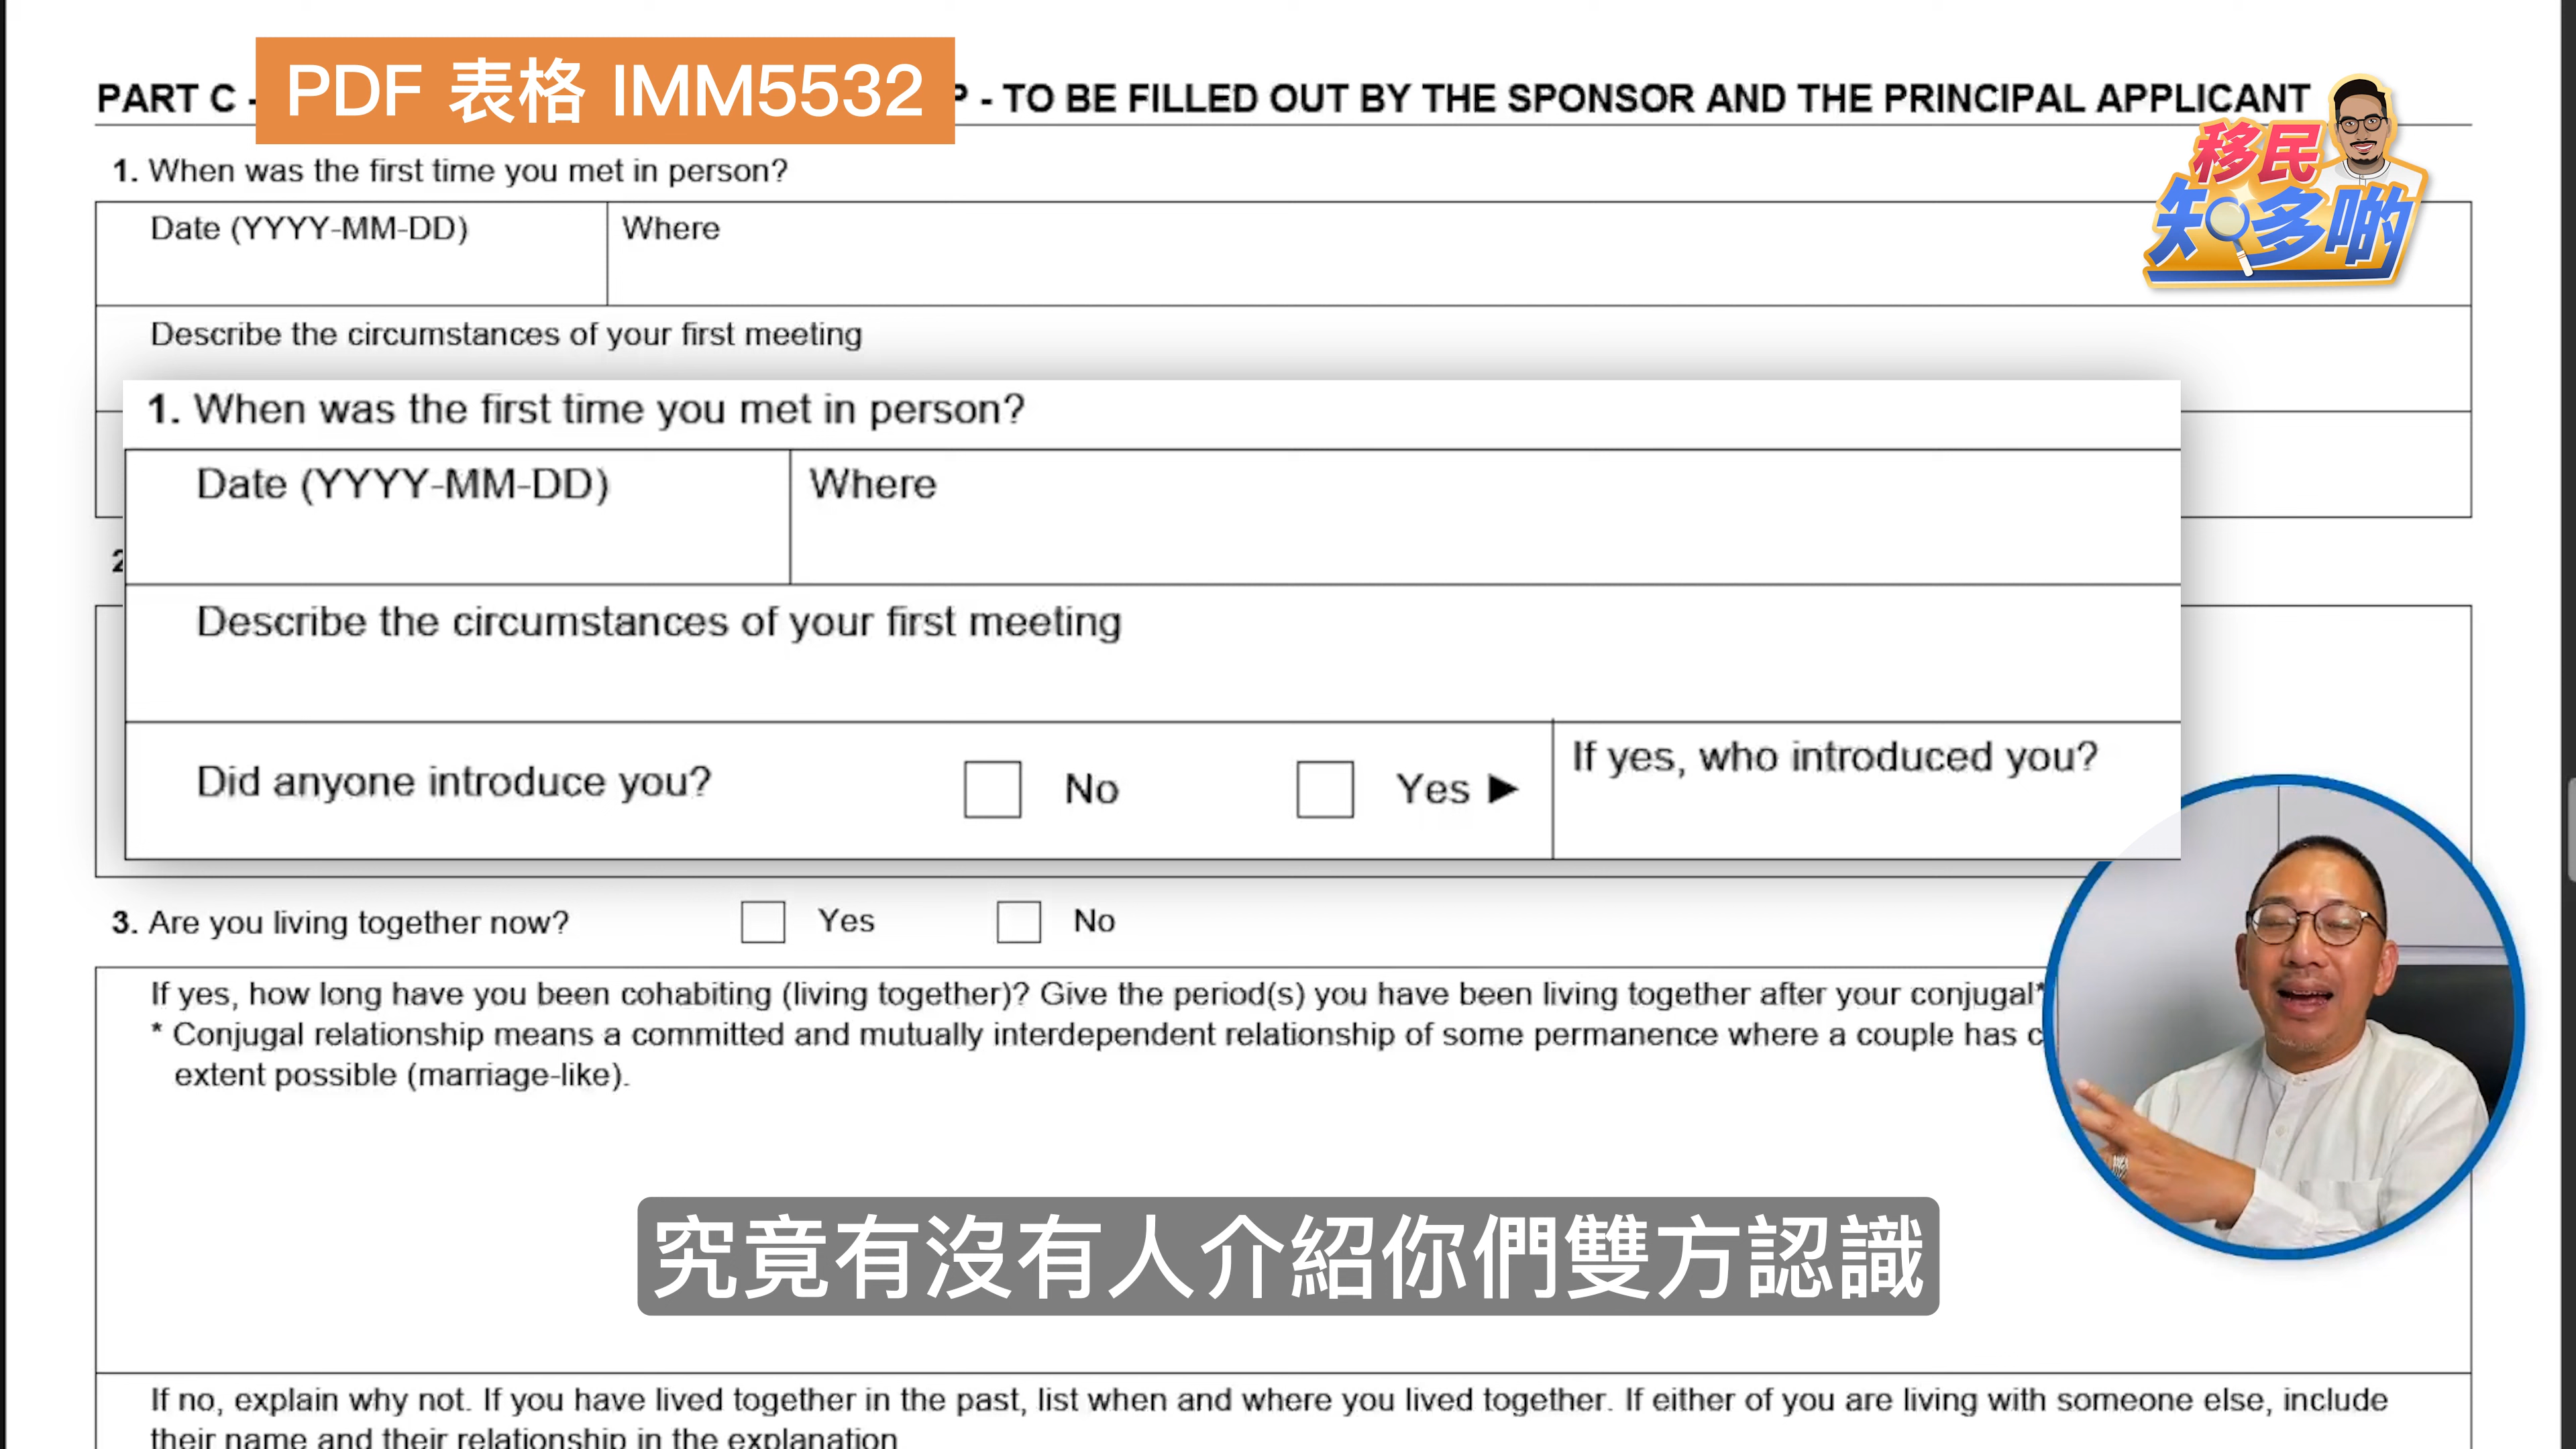 PDF 表格 IMM5532
PART C - P - TO BE FILLED OUT BY THE SPONSOR AND THE PRINCIPAL APPLICANT
移民
知多啲
1. When was the first time you met in person?
Date (YYYY-MM-DD) Where
Describe the circumstances of your first meeting
1. When was the first time you met in person?
Date (YYYY-MM-DD) Where
Describe the circumstances of your first meeting
Did anyone introduce you? No Yes ► If yes, who introduced you?
2
3. Are you living together now? Yes No
If yes, how long have you been cohabiting (living together)? Give the period(s) you have been living together after your conjugal*
* Conjugal relationship means a committed and mutually interdependent relationship of some permanence where a couple has c
extent possible (marriage-like).
究竟有沒有人介紹你們雙方認識
If no, explain why not. If you have lived together in the past, list when and where you lived together. If either of you are living with someone else, include
their name and their relationship in the explanation